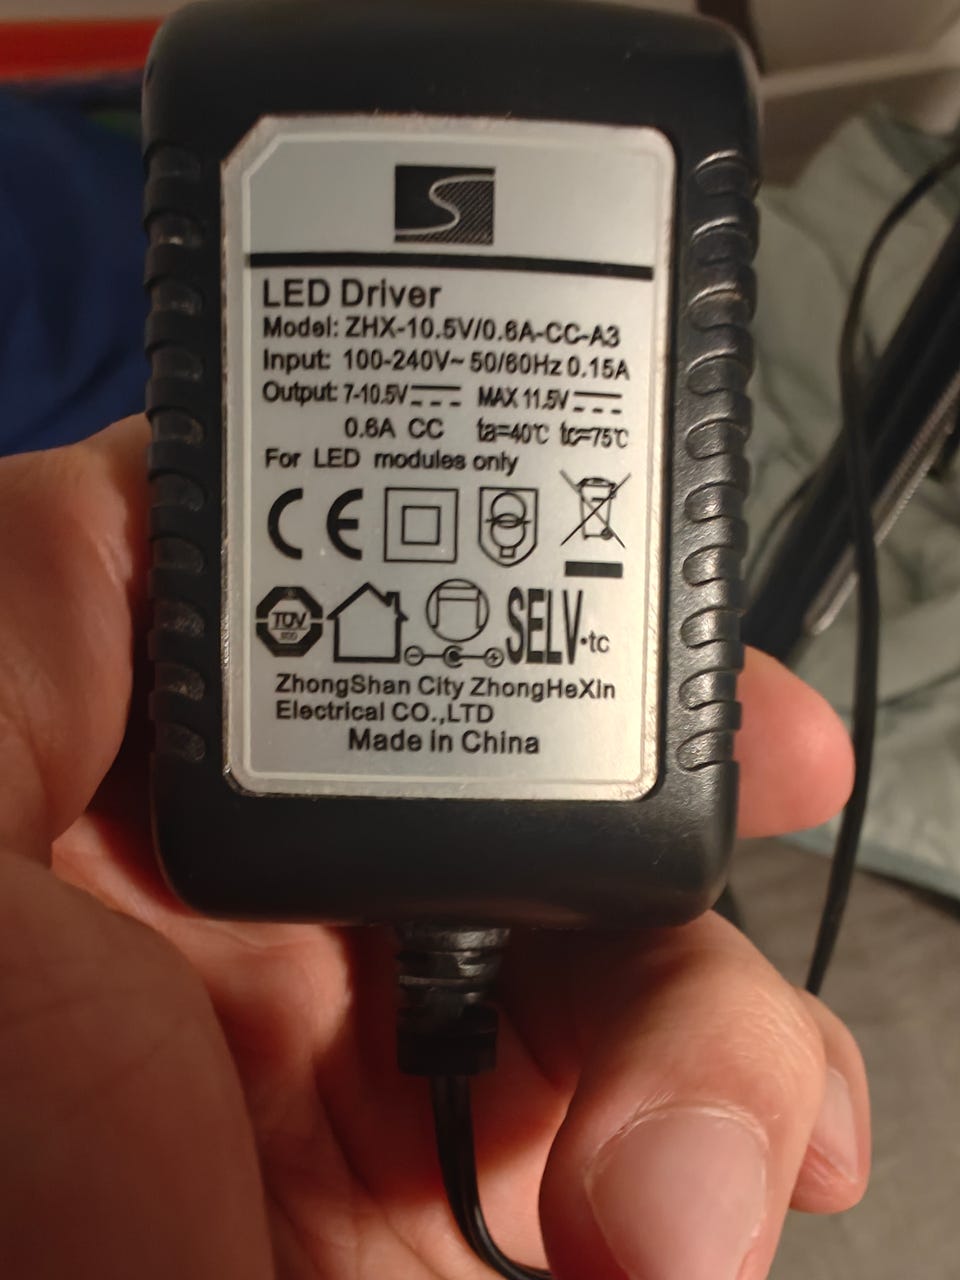 LED Driver
Model: ZHX-10.5V/0.6A-CC-A3
Input: 100-240V~ 50/60Hz 0.15A
Output: 7-10.5V⎓ MAX 11.5V⎓
0.6A CC ta=40℃ tc=75℃
For LED modules only
CE
TÜV
SELV·tc
ZhongShan City ZhongHeXin
Electrical CO.,LTD
Made in China